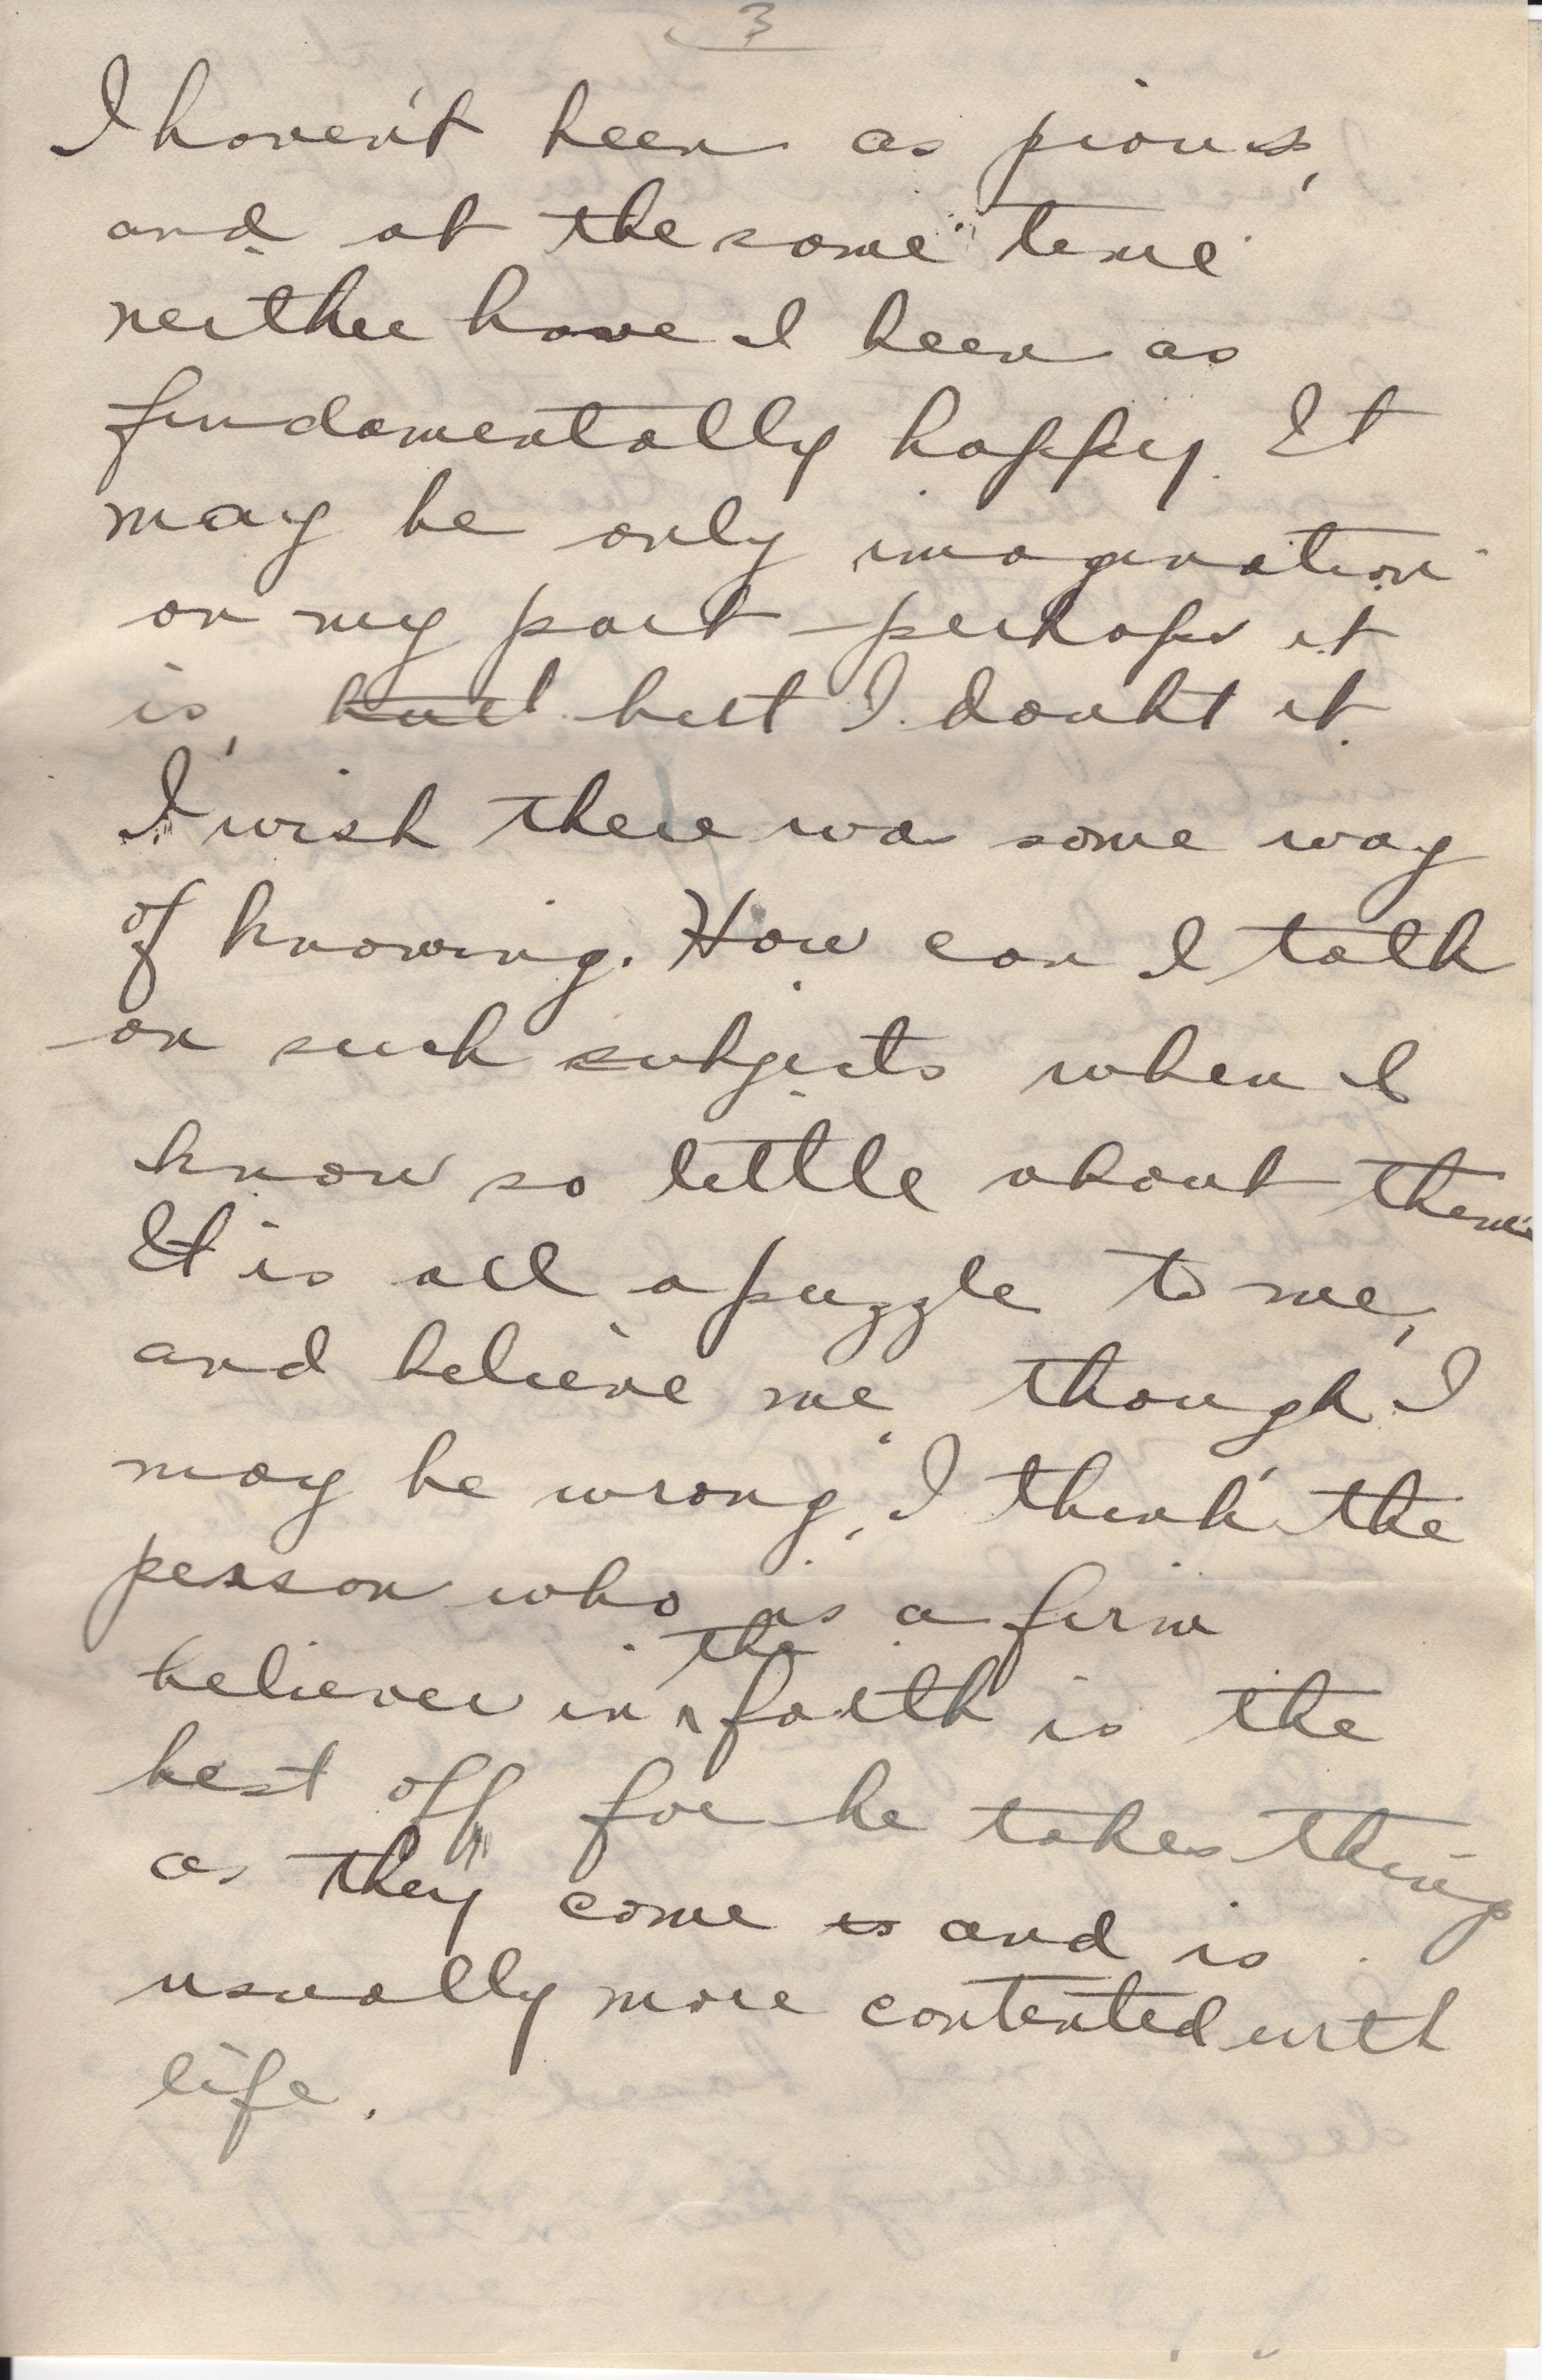 3
I haven't been as pious,
and at the same time
neither have I been as
fundamentally happy. It
may be only imagination
on my part - perhaps it
is, but but I doubt it.
I wish there was some way
of knowing. How can I talk
on such subjects when I
know so little about them.
It is all a puzzle to me,
and believe me, though I
may be wrong, I think the
person who is a firm
believer in the faith is the
best off for he takes things
as they come is and is
usually more contented with
life.